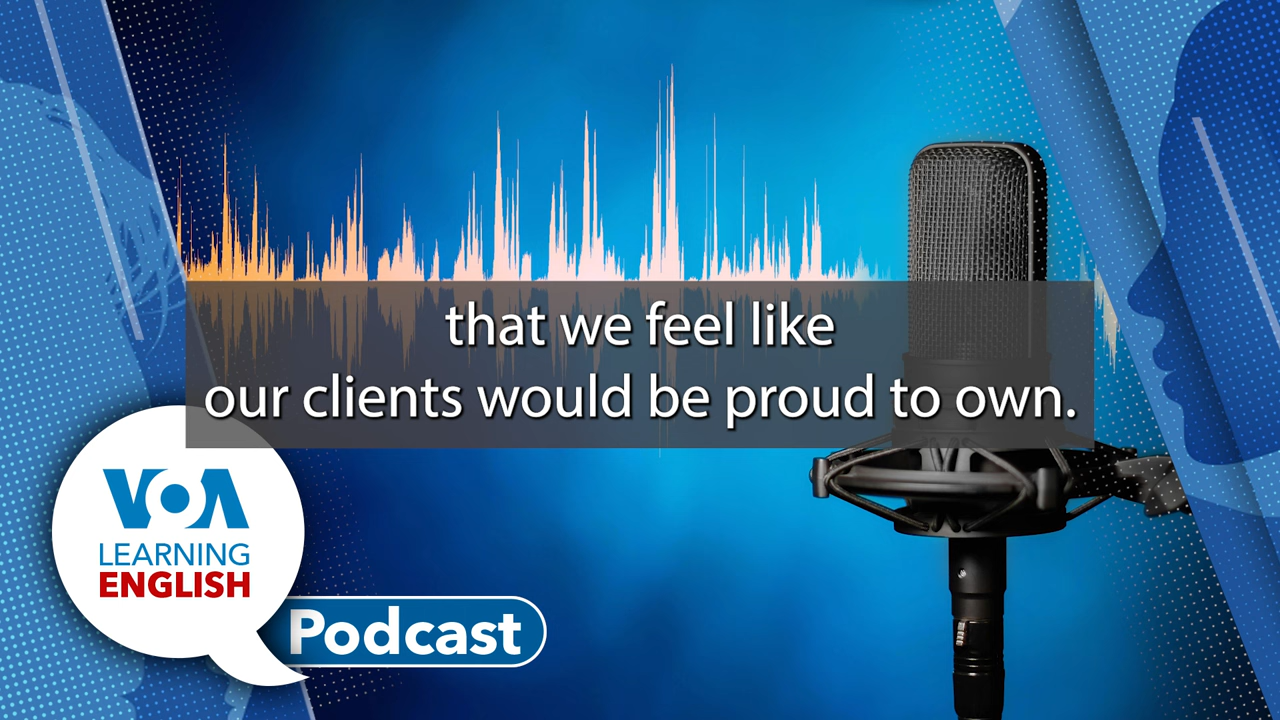 that we feel like
our clients would be proud to own.
VOA
LEARNING
ENGLISH
Podcast